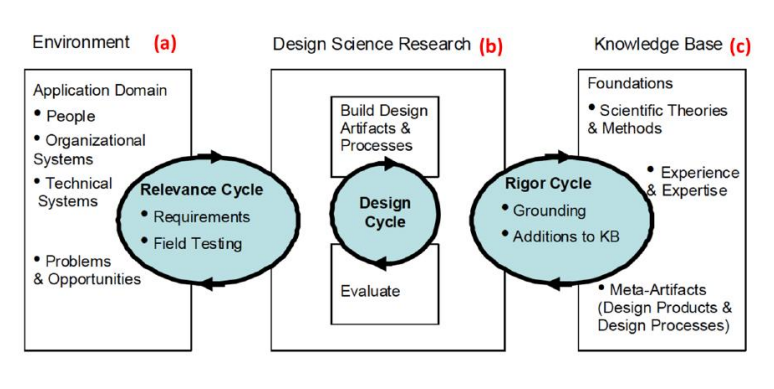 Environment (a)
Application Domain
• People
• Organizational
Systems
• Technical
Systems
• Problems
& Opportunities
Relevance Cycle
• Requirements
• Field Testing
Design Science Research (b)
Build Design
Artifacts &
Processes
Design
Cycle
Evaluate
Rigor Cycle
• Grounding
• Additions to KB
Knowledge Base (c)
Foundations
• Scientific Theories
& Methods
• Experience
& Expertise
• Meta-Artifacts
(Design Products &
Design Processes)